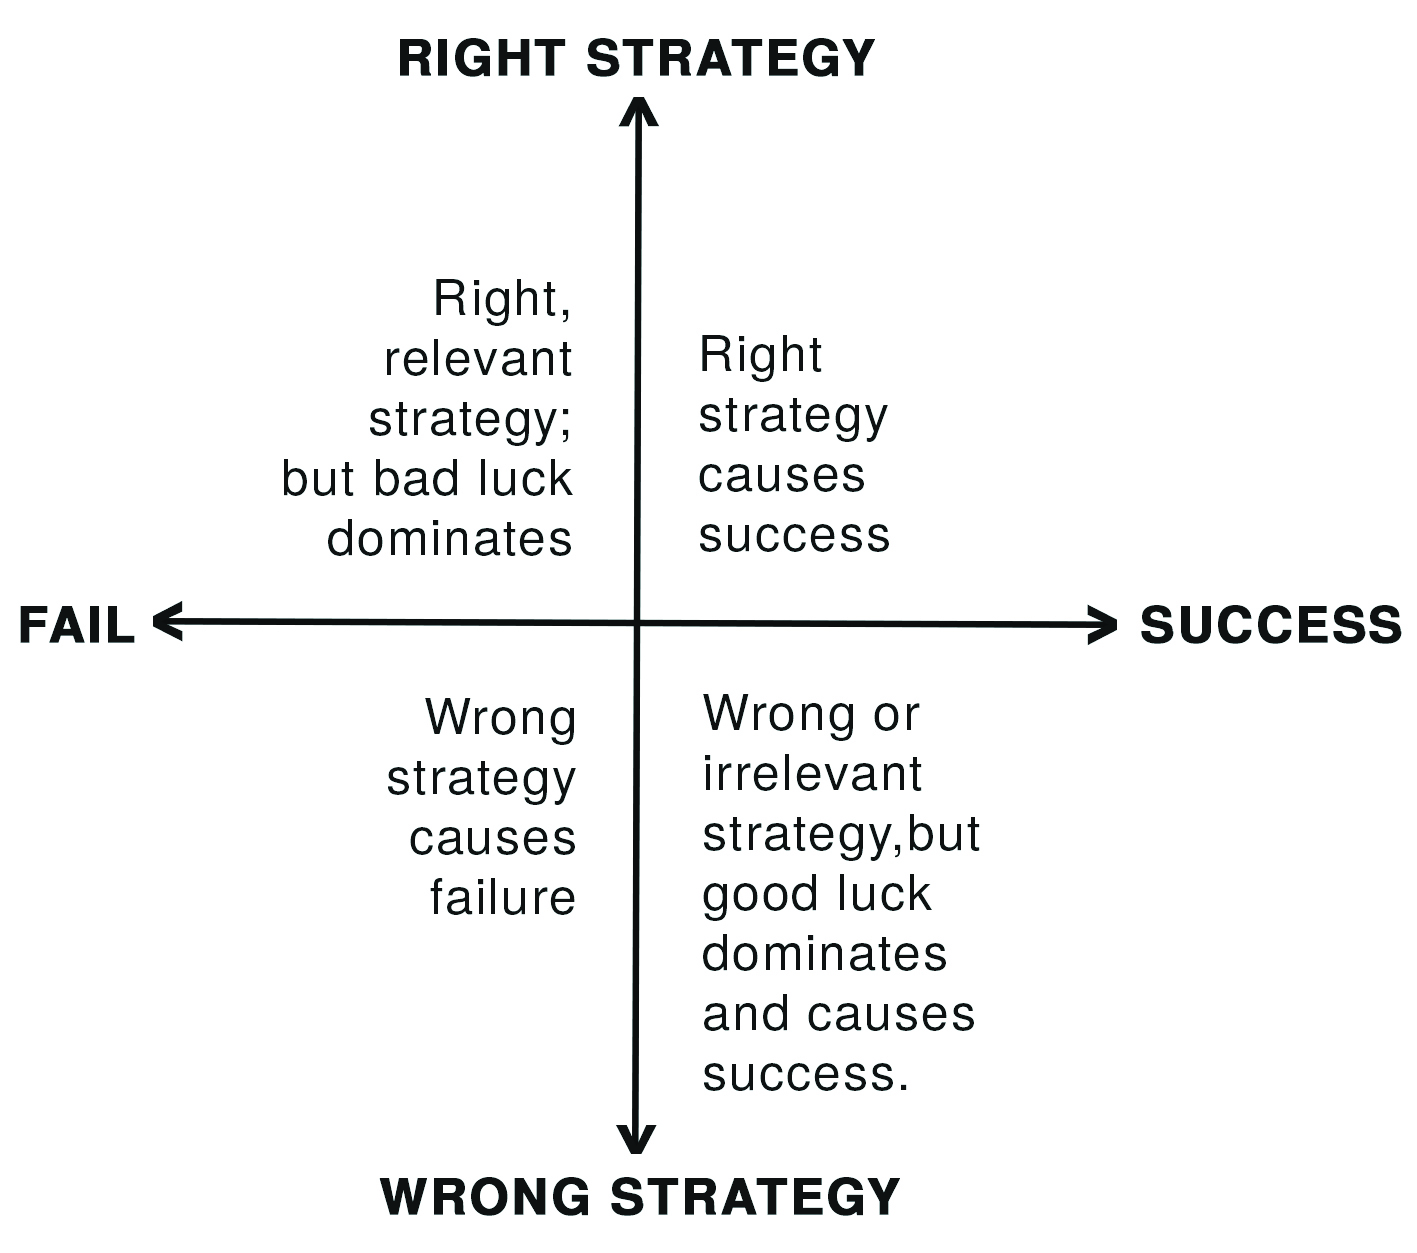 RIGHT STRATEGY
Right,
relevant
strategy;
but bad luck
dominates
Right
strategy
causes
success
FAIL
SUCCESS
Wrong
strategy
causes
failure
Wrong or
irrelevant
strategy,but
good luck
dominates
and causes
success.
WRONG STRATEGY